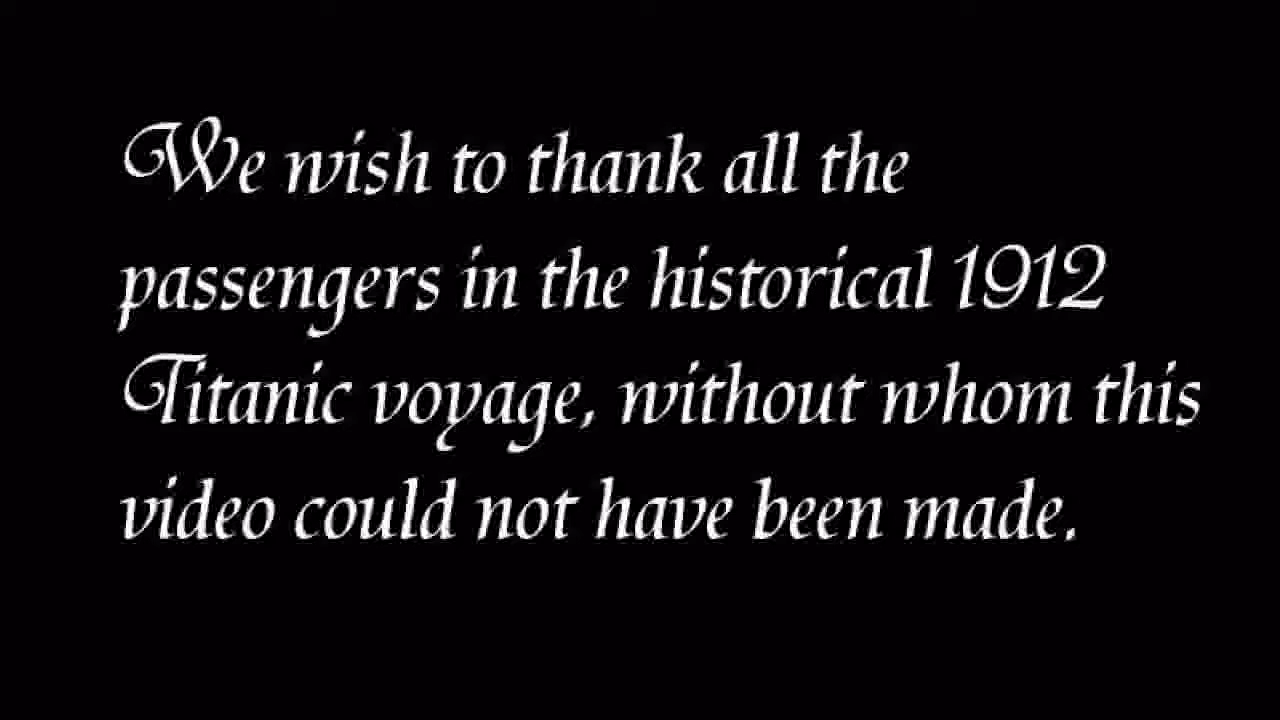 We wish to thank all the
passengers in the historical 1912
Titanic voyage, without whom this
video could not have been made.